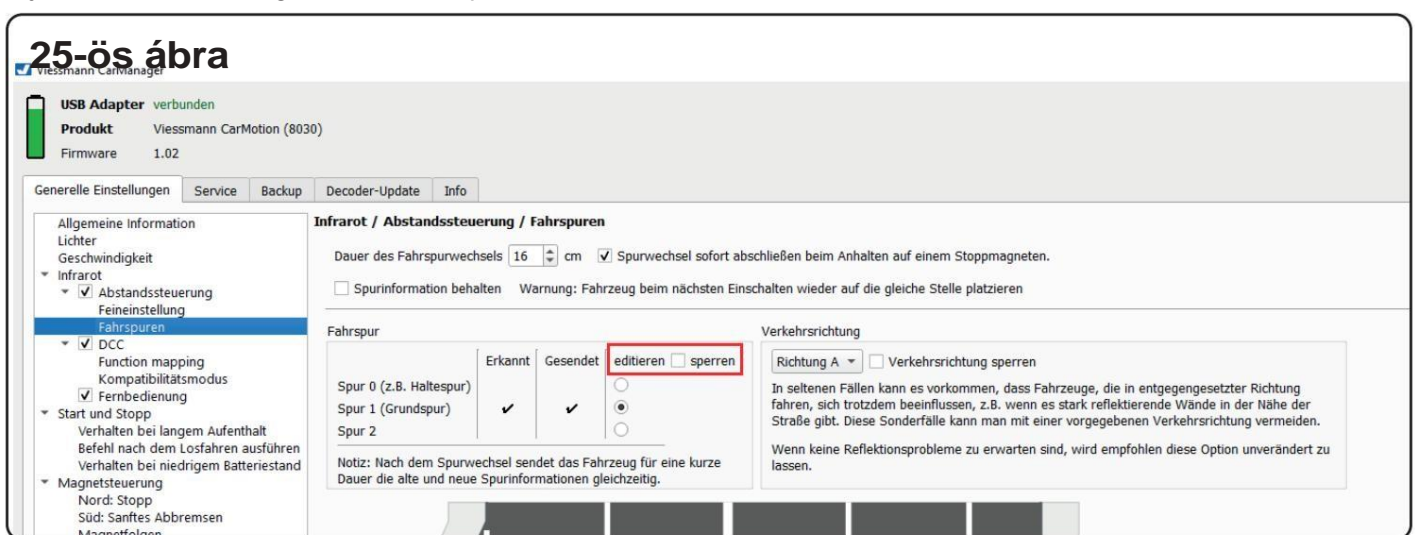 25-ös ábra
Viessmann CarManager
USB Adapter verbunden
Produkt Viessmann CarMotion (8030)
Firmware 1.02
Generelle Einstellungen Service Backup Decoder-Update Info
Allgemeine Information
Lichter
Geschwindigkeit
Infrarot
Abstandssteuerung
Feineinstellung
Fahrspuren
DCC
Function mapping
Kompatibilitätsmodus
Fernbedienung
Start und Stopp
Verhalten bei langem Aufenthalt
Befehl nach dem Losfahren ausführen
Verhalten bei niedrigem Batteriestand
Magnetsteuerung
Nord: Stopp
Süd: Sanftes Abbremsen
Magnetfolgen
Infrarot / Abstandssteuerung / Fahrspuren
Dauer des Fahrspurwechsels 16 cm Spurwechsel sofort abschließen beim Anhalten auf einem Stoppmagneten.
Spurinformation behalten Warnung: Fahrzeug beim nächsten Einschalten wieder auf die gleiche Stelle platzieren
Fahrspur
Erkannt Gesendet editieren sperren
Spur 0 (z.B. Haltespur)
Spur 1 (Grundspur) ✔ ✔
Spur 2
Notiz: Nach dem Spurwechsel sendet das Fahrzeug für eine kurze
Dauer die alte und neue Spurinformationen gleichzeitig.
Verkehrsrichtung
Richtung A Verkehrsrichtung sperren
In seltenen Fällen kann es vorkommen, dass Fahrzeuge, die in entgegengesetzter Richtung
fahren, sich trotzdem beeinflussen, z.B. wenn es stark reflektierende Wände in der Nähe der
Straße gibt. Diese Sonderfälle kann man mit einer vorgegebenen Verkehrsrichtung vermeiden.
Wenn keine Reflektionsprobleme zu erwarten sind, wird empfohlen diese Option unverändert zu
lassen.